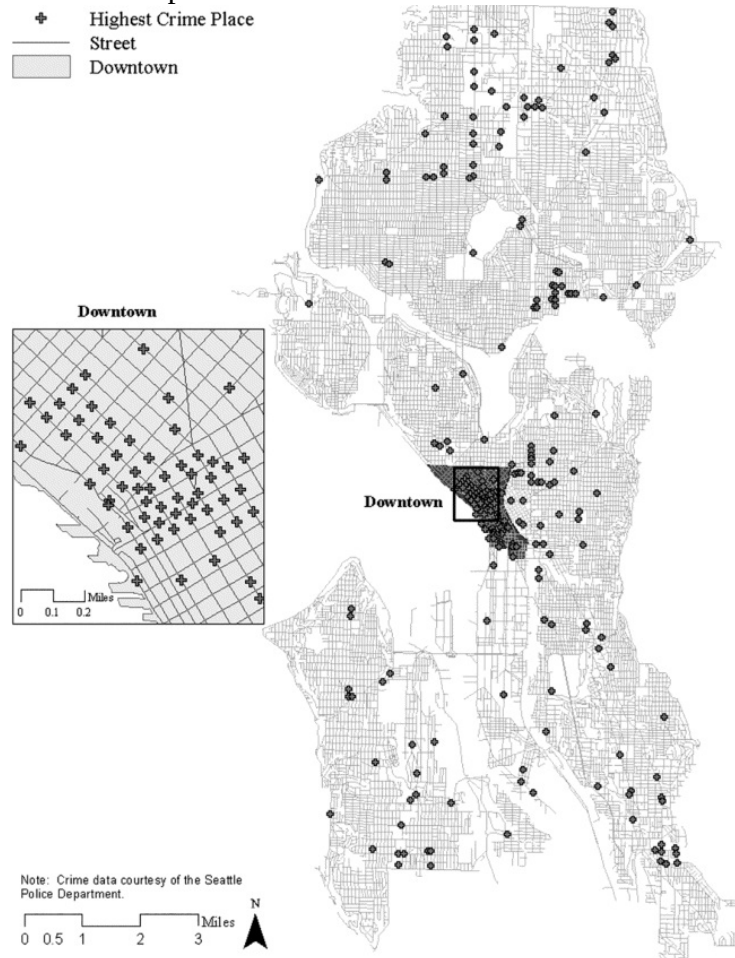 Highest Crime Place
Street
Downtown
Downtown
Miles
0 0.1 0.2
Downtown
Note: Crime data courtesy of the Seattle
Police Department.
Miles
0 0.5 1 2 3
N